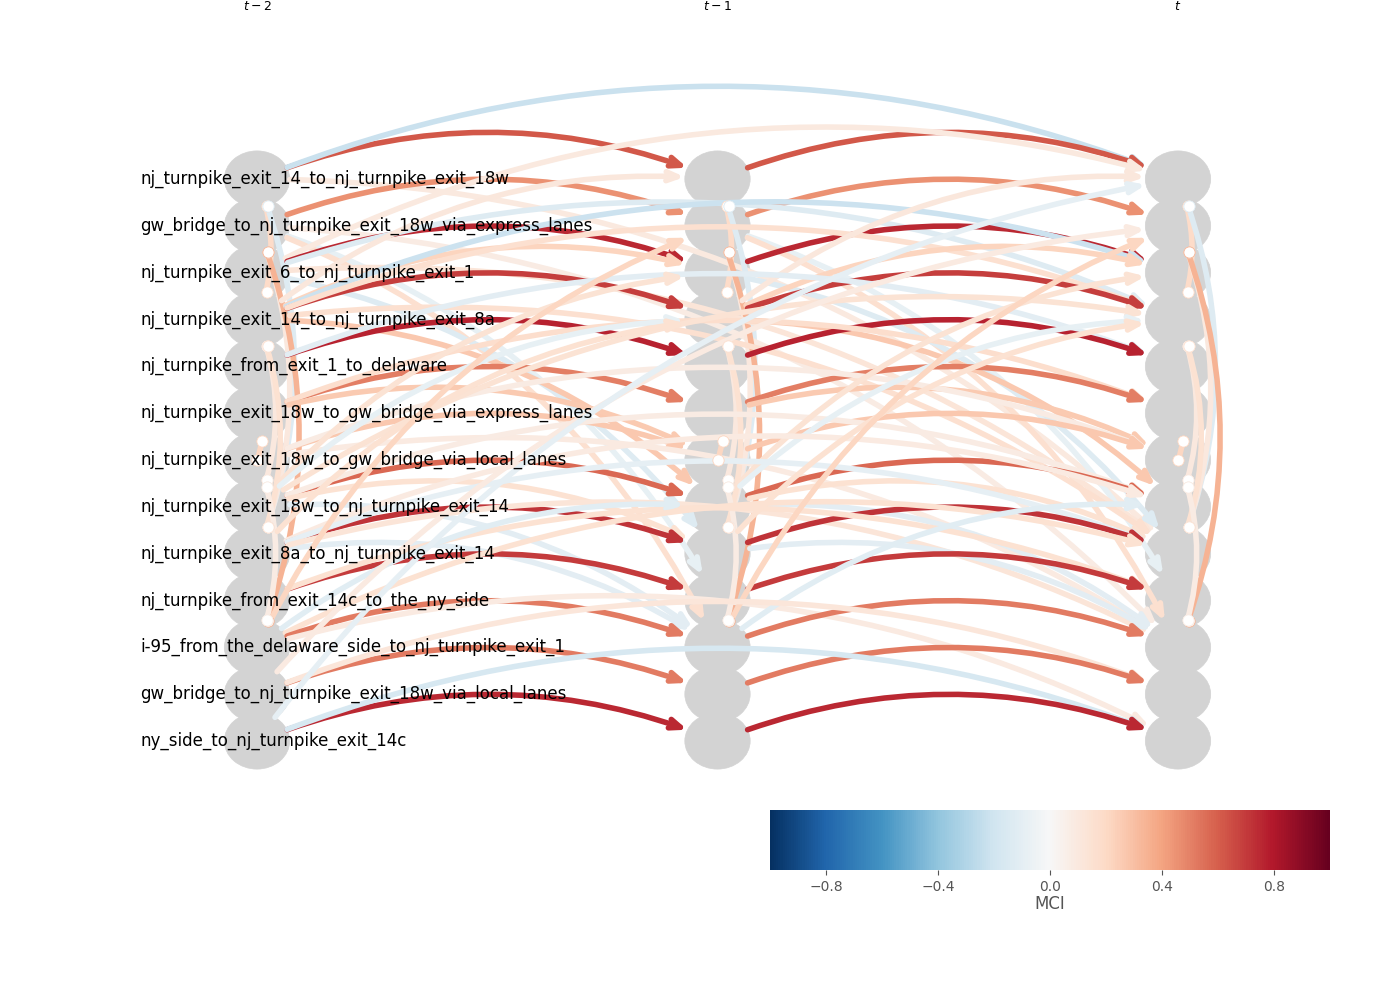 t − 2 t − 1 t
nj_turnpike_exit_14_to_nj_turnpike_exit_18w
gw_bridge_to_nj_turnpike_exit_18w_via_express_lanes
nj_turnpike_exit_6_to_nj_turnpike_exit_1
nj_turnpike_exit_14_to_nj_turnpike_exit_8a
nj_turnpike_from_exit_1_to_delaware
nj_turnpike_exit_18w_to_gw_bridge_via_express_lanes
nj_turnpike_exit_18w_to_gw_bridge_via_local_lanes
nj_turnpike_exit_18w_to_nj_turnpike_exit_14
nj_turnpike_exit_8a_to_nj_turnpike_exit_14
nj_turnpike_from_exit_14c_to_the_ny_side
i-95_from_the_delaware_side_to_nj_turnpike_exit_1
gw_bridge_to_nj_turnpike_exit_18w_via_local_lanes
ny_side_to_nj_turnpike_exit_14c
−0.8 −0.4 0.0 0.4 0.8
MCI